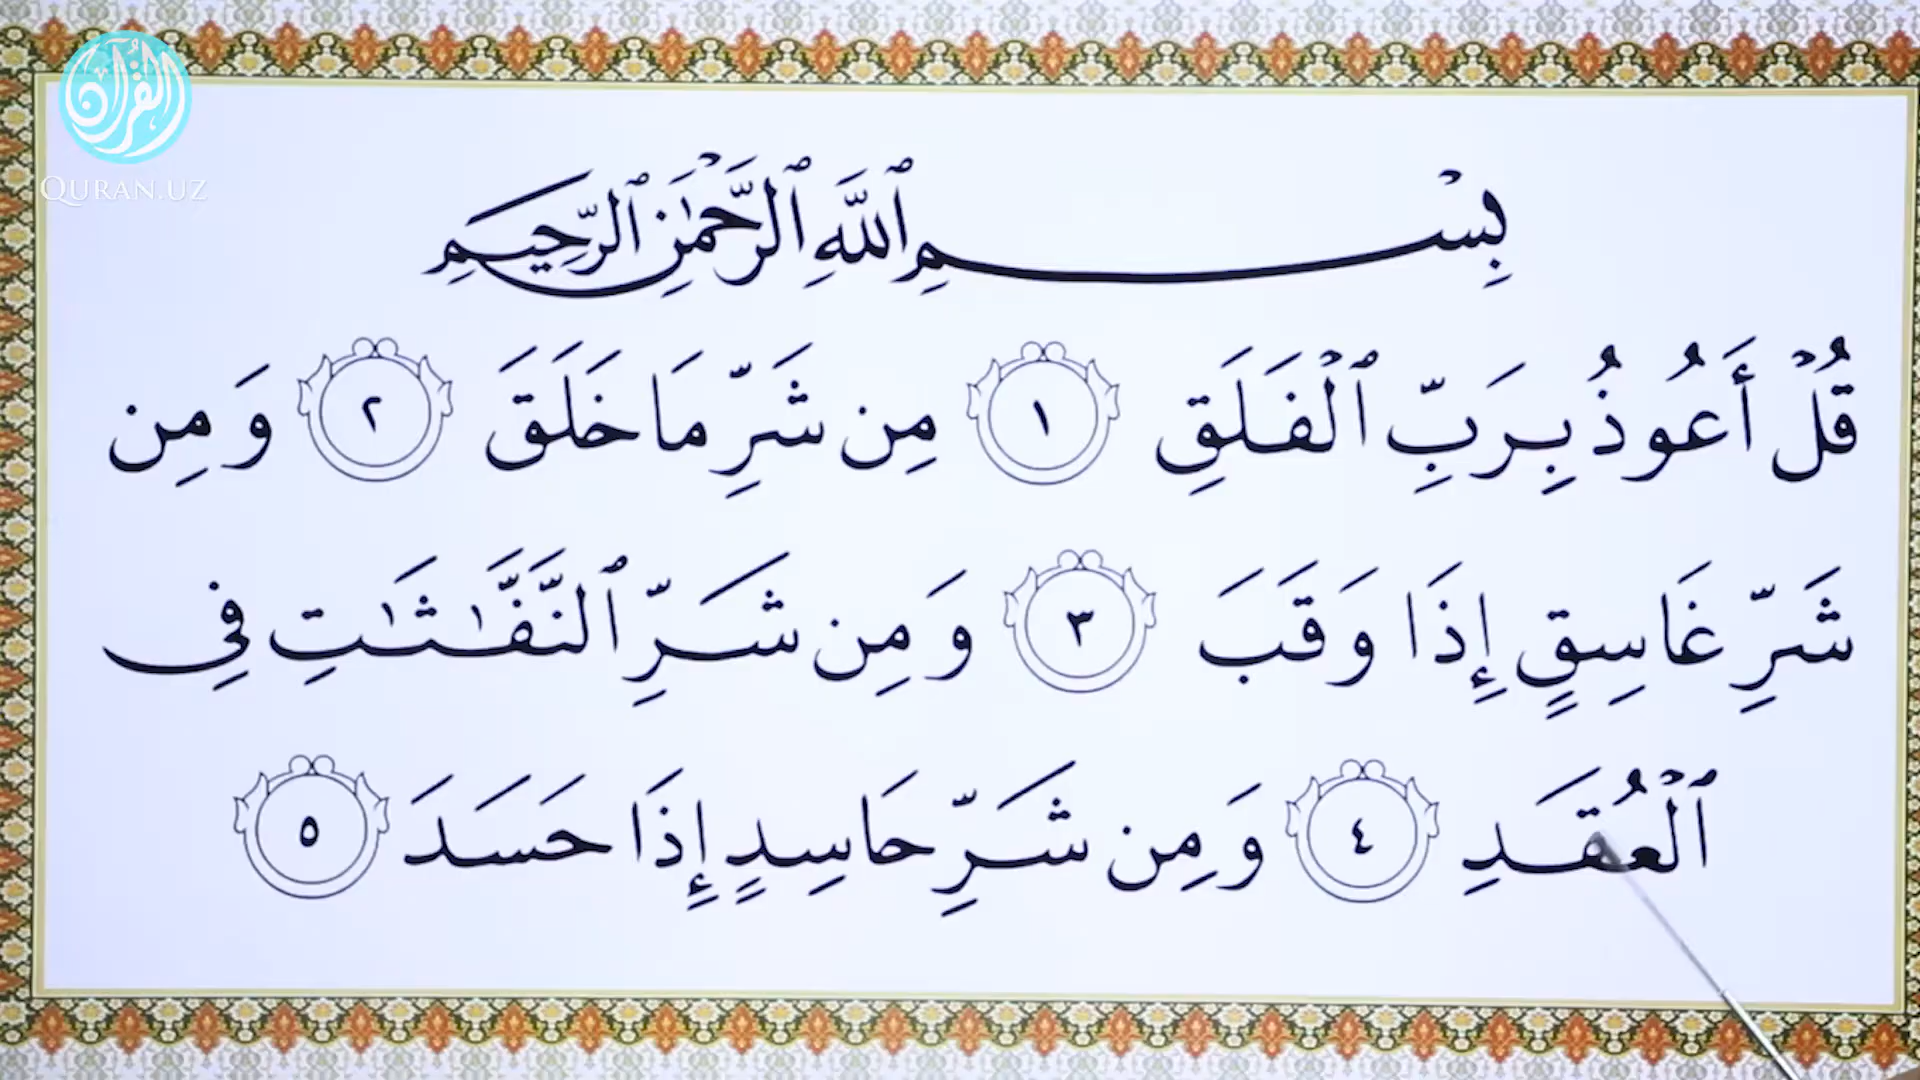 القرآن
QURAN.UZ
بِسْمِ ٱللَّهِ ٱلرَّحْمَٰنِ ٱلرَّحِيمِ
قُلْ أَعُوذُ بِرَبِّ ٱلْفَلَقِ ١ مِن شَرِّ مَا خَلَقَ ٢ وَمِن
شَرِّ غَاسِقٍ إِذَا وَقَبَ ٣ وَمِن شَرِّ ٱلنَّفَّٰثَٰتِ فِي
ٱلْعُقَدِ ٤ وَمِن شَرِّ حَاسِدٍ إِذَا حَسَدَ ٥